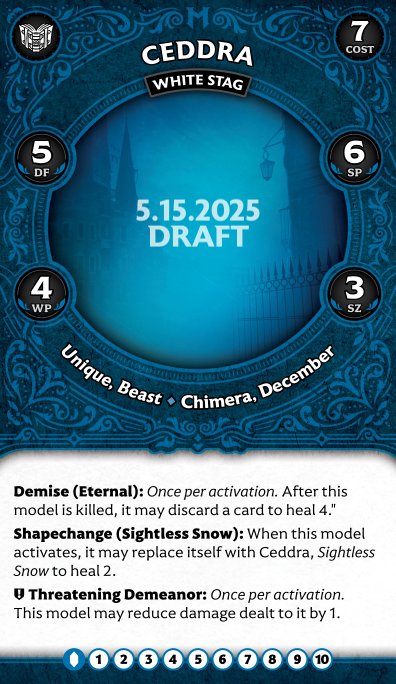 7
COST
CEDDRA
WHITE STAG
5
DF
6
SP
5.15.2025
DRAFT
4
WP
3
SZ
Unique, Beast ◆ Chimera, December
Demise (Eternal): Once per activation. After this
model is killed, it may discard a card to heal 4."
Shapechange (Sightless Snow): When this model
activates, it may replace itself with Ceddra, Sightless
Snow to heal 2.
Threatening Demeanor: Once per activation.
This model may reduce damage dealt to it by 1.
1 2 3 4 5 6 7 8 9 10